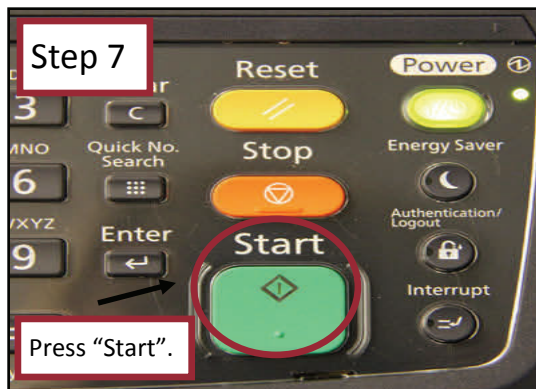 Step 7
Reset
Power
3
C
MNO
Quick No.
Search
Stop
Energy Saver
6
WXYZ
Enter
Start
Authentication/
Logout
9
Interrupt
Press “Start”.